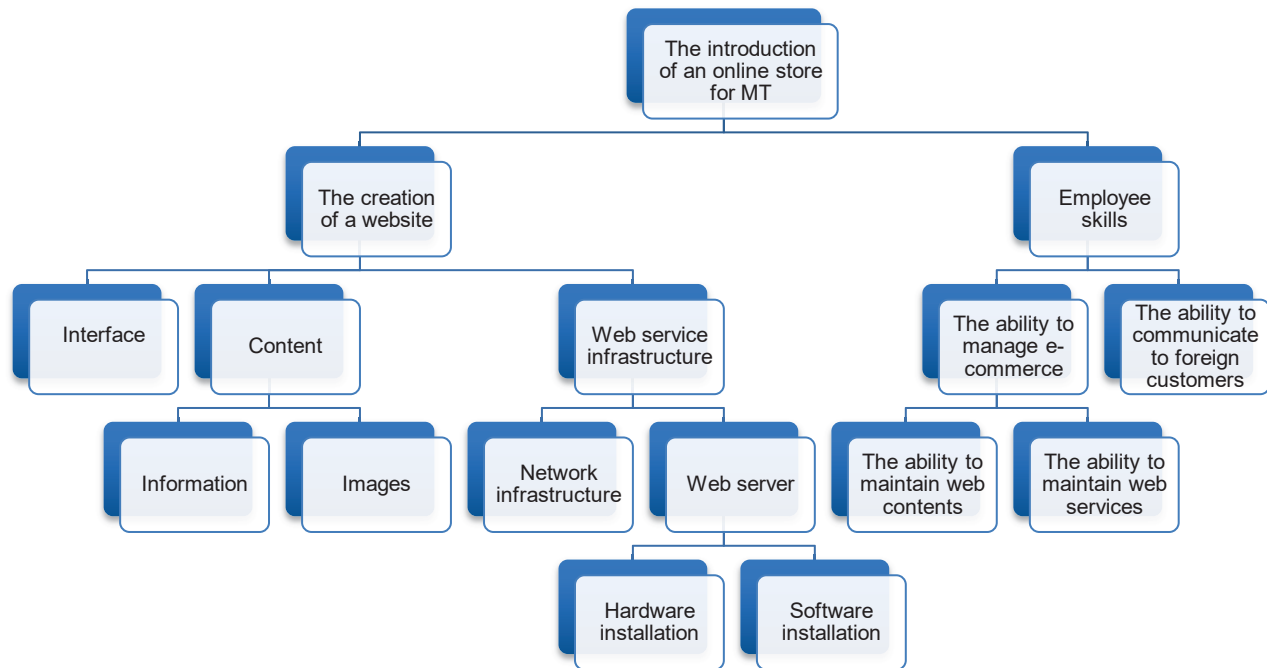 The introduction
of an online store
for MT
The creation
of a website
Employee
skills
Interface
Content
Web service
infrastructure
The ability to
manage e-
commerce
The ability to
communicate
to foreign
customers
Information
Images
Network
infrastructure
Web server
The ability to
maintain web
contents
The ability to
maintain web
services
Hardware
installation
Software
installation